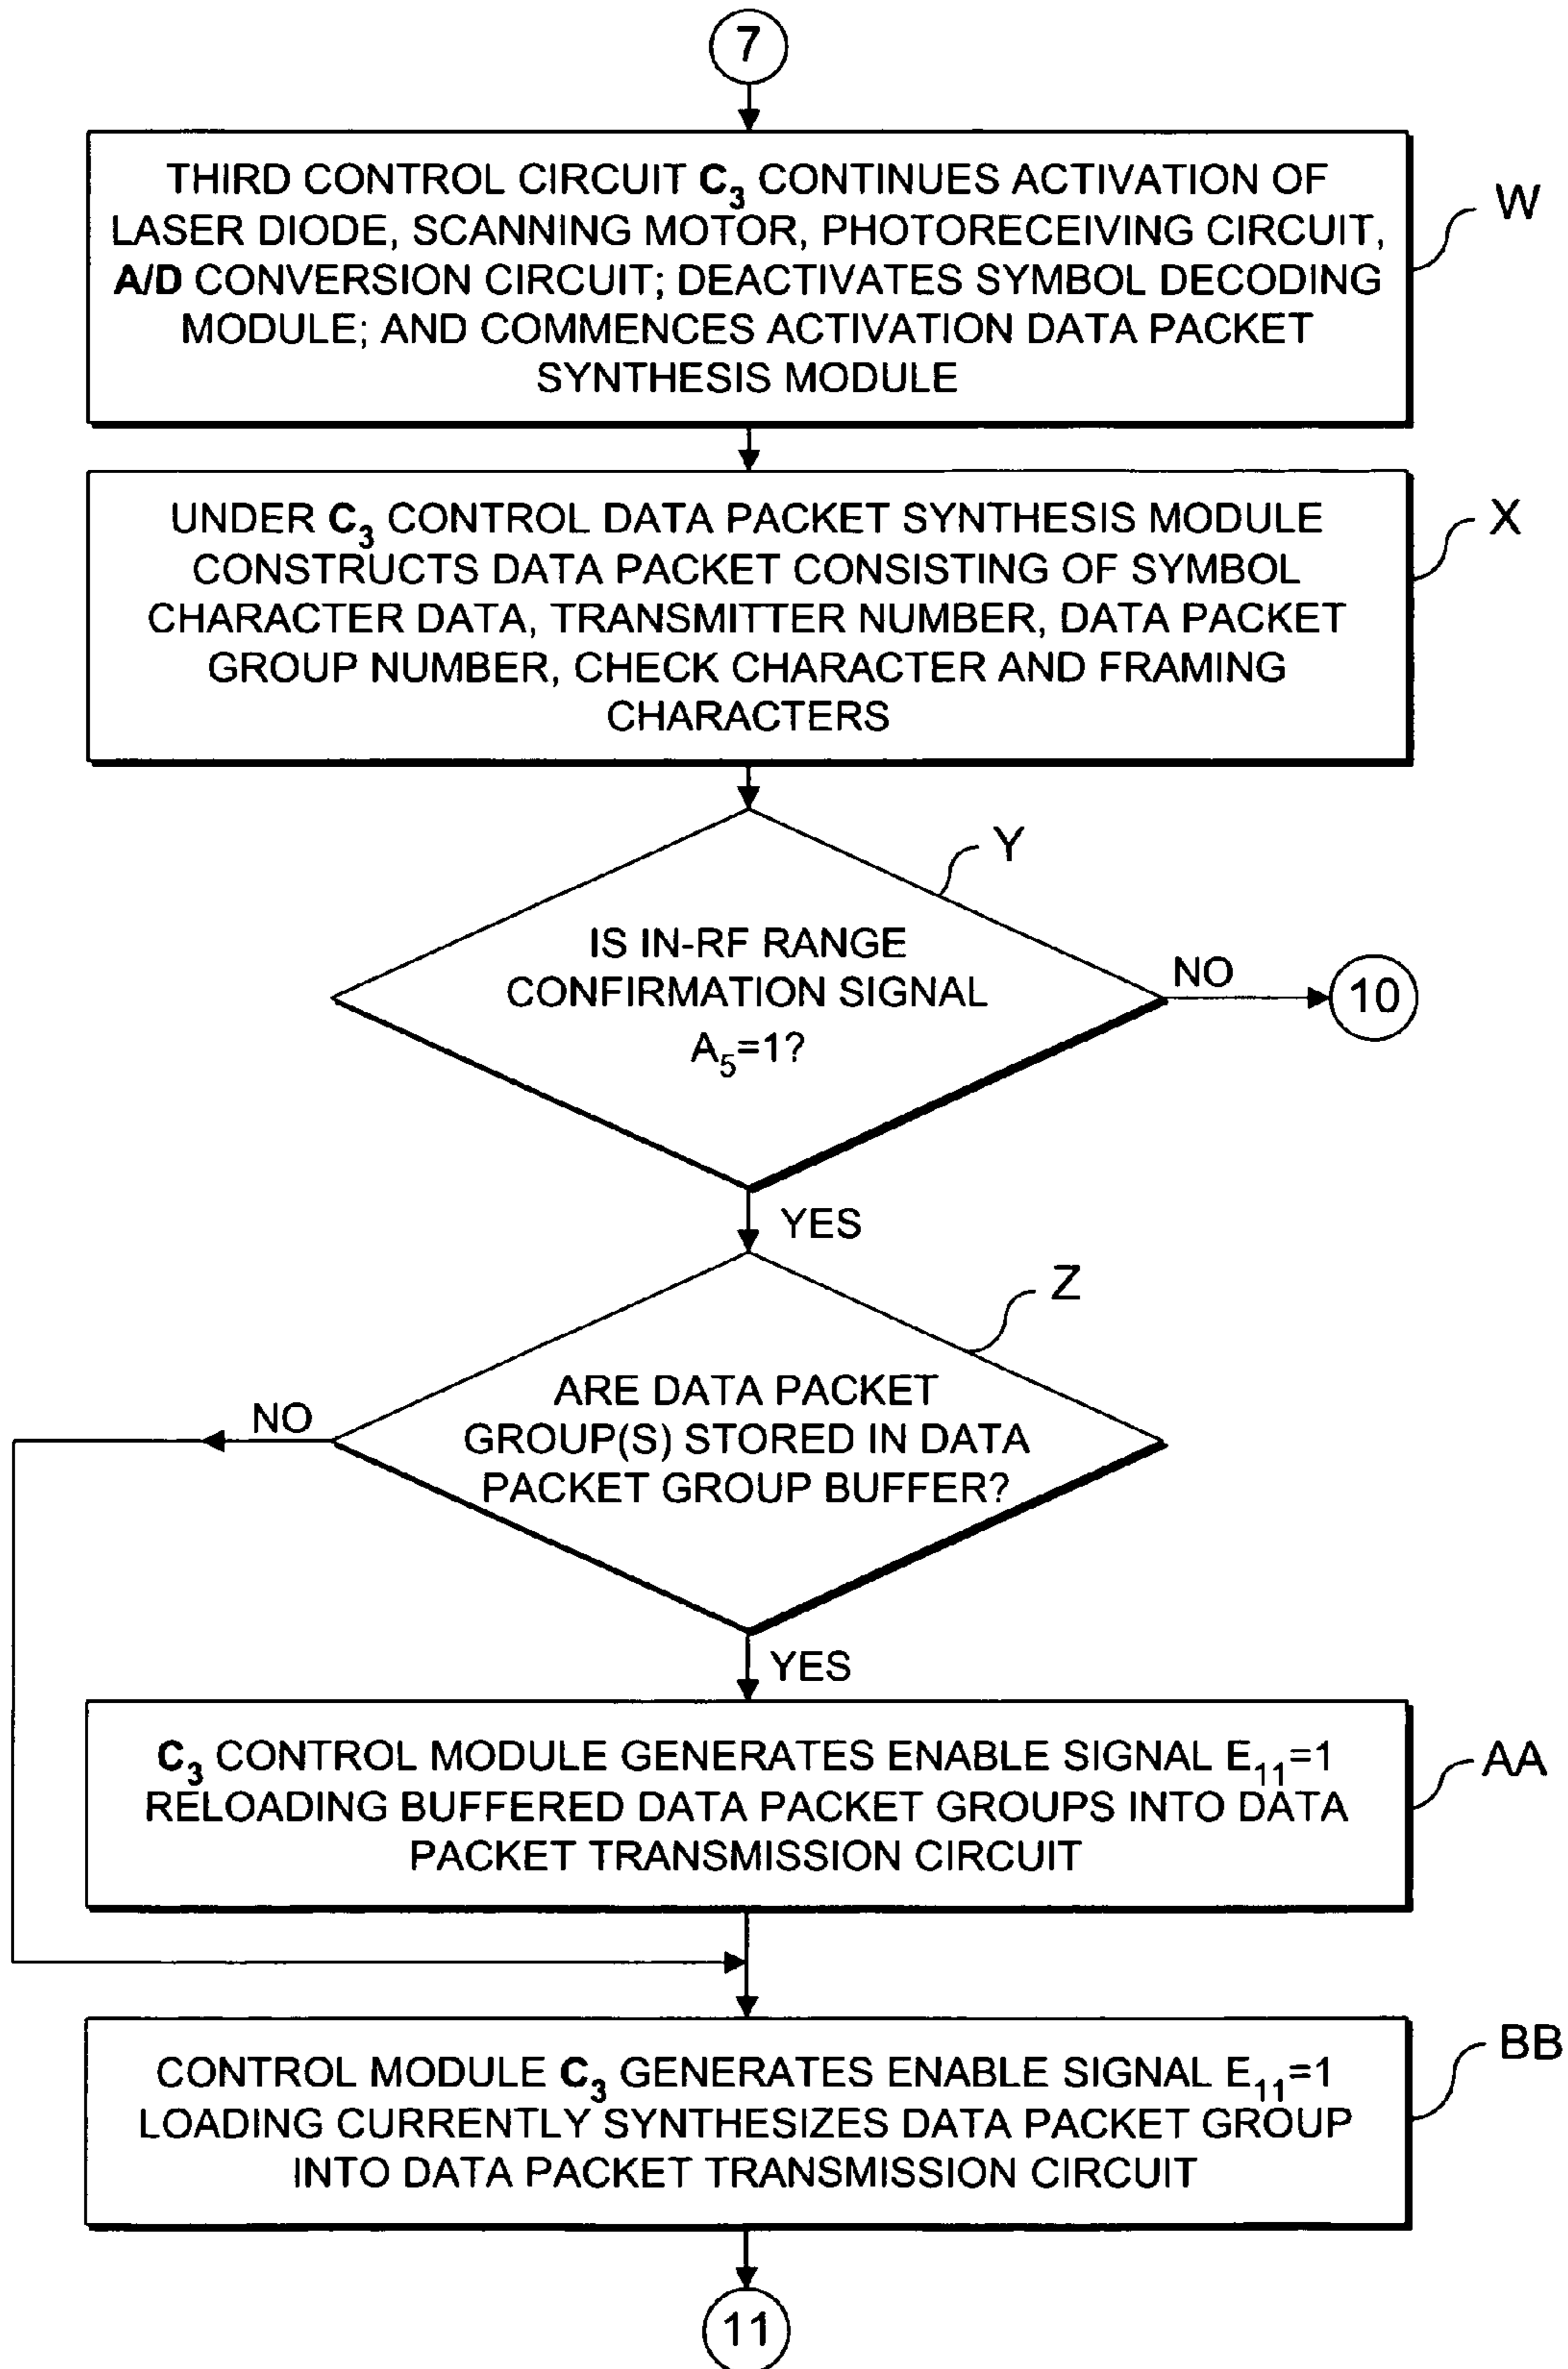 7
THIRD CONTROL CIRCUIT C3 CONTINUES ACTIVATION OF
LASER DIODE, SCANNING MOTOR, PHOTORECEIVING CIRCUIT,
A/D CONVERSION CIRCUIT; DEACTIVATES SYMBOL DECODING
MODULE; AND COMMENCES ACTIVATION DATA PACKET
SYNTHESIS MODULE
W
UNDER C3 CONTROL DATA PACKET SYNTHESIS MODULE
CONSTRUCTS DATA PACKET CONSISTING OF SYMBOL
CHARACTER DATA, TRANSMITTER NUMBER, DATA PACKET
GROUP NUMBER, CHECK CHARACTER AND FRAMING
CHARACTERS
X
Y
IS IN-RF RANGE
CONFIRMATION SIGNAL
A5=1?
NO
10
YES
Z
ARE DATA PACKET
GROUP(S) STORED IN DATA
PACKET GROUP BUFFER?
NO
YES
C3 CONTROL MODULE GENERATES ENABLE SIGNAL E11=1
RELOADING BUFFERED DATA PACKET GROUPS INTO DATA
PACKET TRANSMISSION CIRCUIT
AA
CONTROL MODULE C3 GENERATES ENABLE SIGNAL E11=1
LOADING CURRENTLY SYNTHESIZES DATA PACKET GROUP
INTO DATA PACKET TRANSMISSION CIRCUIT
BB
11